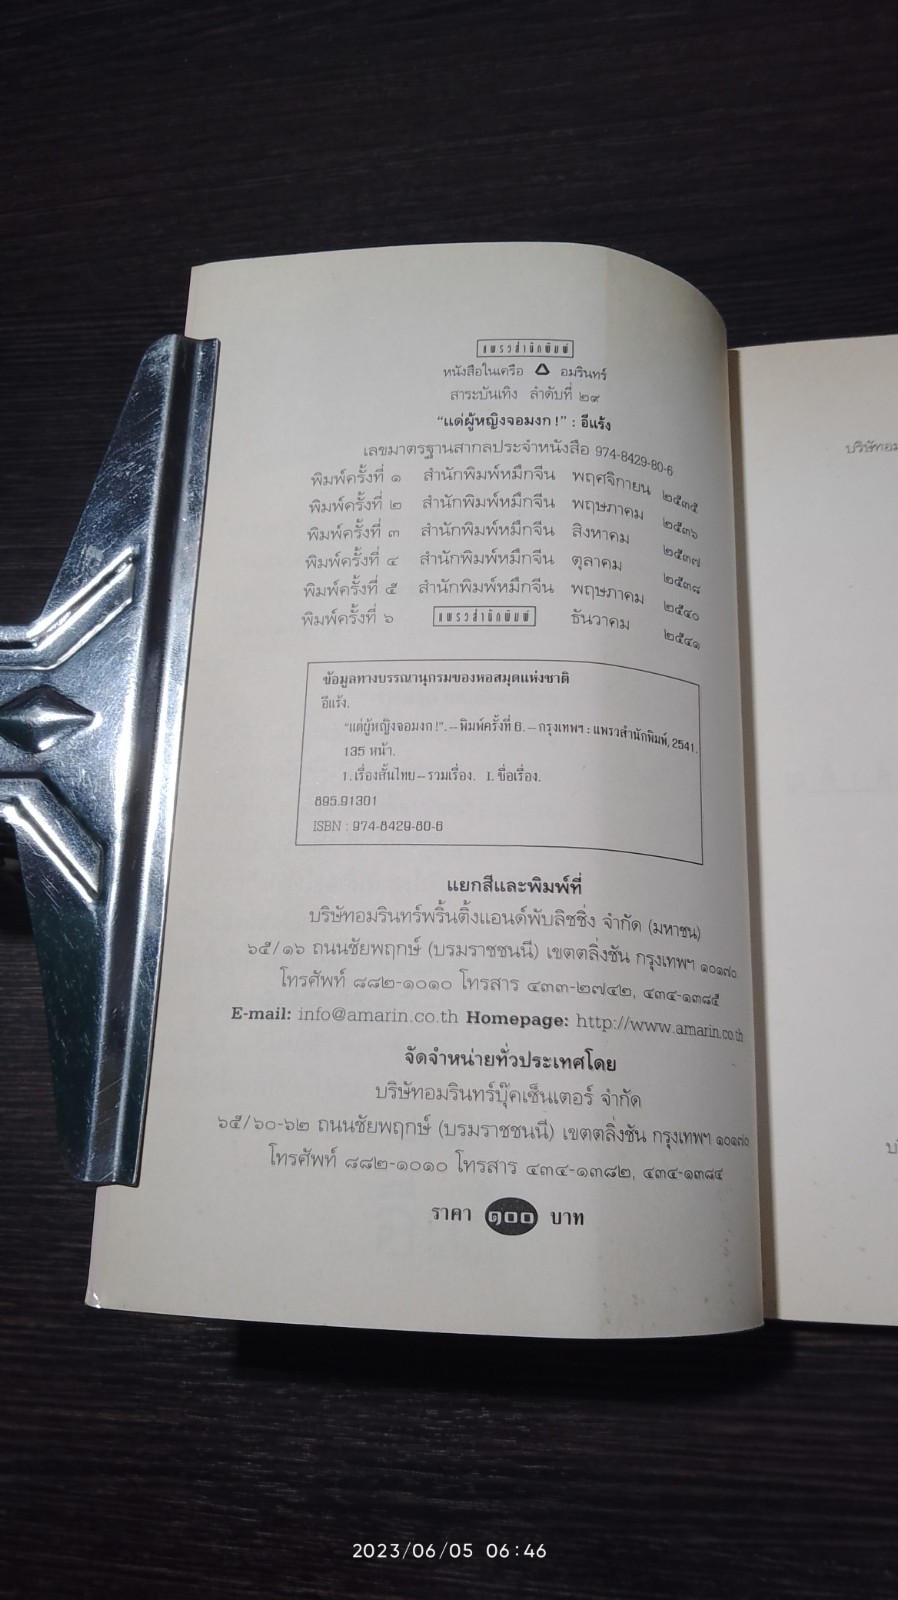 แพรวสำนักพิมพ์
หนังสือในเครือ อมรินทร์
สาระบันเทิง ลำดับที่ ๒๙
“แด่ผู้หญิงจอมงก!” : อีแร้ง
เลขมาตรฐานสากลประจำหนังสือ 974-8429-80-6
พิมพ์ครั้งที่ ๑ สำนักพิมพ์หมึกจีน พฤศจิกายน ๒๕๓๕
พิมพ์ครั้งที่ ๒ สำนักพิมพ์หมึกจีน พฤษภาคม ๒๕๓๖
พิมพ์ครั้งที่ ๓ สำนักพิมพ์หมึกจีน สิงหาคม ๒๕๓๗
พิมพ์ครั้งที่ ๔ สำนักพิมพ์หมึกจีน ตุลาคม ๒๕๓๘
พิมพ์ครั้งที่ ๕ สำนักพิมพ์หมึกจีน พฤษภาคม ๒๕๔๐
พิมพ์ครั้งที่ ๖ แพรวสำนักพิมพ์ ธันวาคม ๒๕๔๑
ข้อมูลทางบรรณานุกรมของหอสมุดแห่งชาติ
อีแร้ง.
“แด่ผู้หญิงจอมงก!”.--พิมพ์ครั้งที่ 6.--กรุงเทพฯ : แพรวสำนักพิมพ์, 2541.
135 หน้า.
1. เรื่องสั้นไทย--รวมเรื่อง. I. ชื่อเรื่อง.
895.91301
ISBN : 974-8429-80-6
แยกสีและพิมพ์ที่
บริษัทอมรินทร์พริ้นติ้งแอนด์พับลิชชิ่ง จำกัด (มหาชน)
๖๕/๑๖ ถนนชัยพฤกษ์ (บรมราชชนนี) เขตตลิ่งชัน กรุงเทพฯ ๑๐๑๗๐
โทรศัพท์ ๘๘๒-๑๐๑๐ โทรสาร ๔๓๓-๒๗๔๒, ๔๓๔-๑๓๘๕
E-mail: info@amarin.co.th Homepage: http://www.amarin.co.th
จัดจำหน่ายทั่วประเทศโดย
บริษัทอมรินทร์บุ๊คเซ็นเตอร์ จำกัด
๖๕/๖๐-๖๒ ถนนชัยพฤกษ์ (บรมราชชนนี) เขตตลิ่งชัน กรุงเทพฯ ๑๐๑๗๐
โทรศัพท์ ๘๘๒-๑๐๑๐ โทรสาร ๔๓๔-๑๓๘๒, ๔๓๔-๑๓๘๔
ราคา ๑๐๐ บาท
2023/06/05 06:46